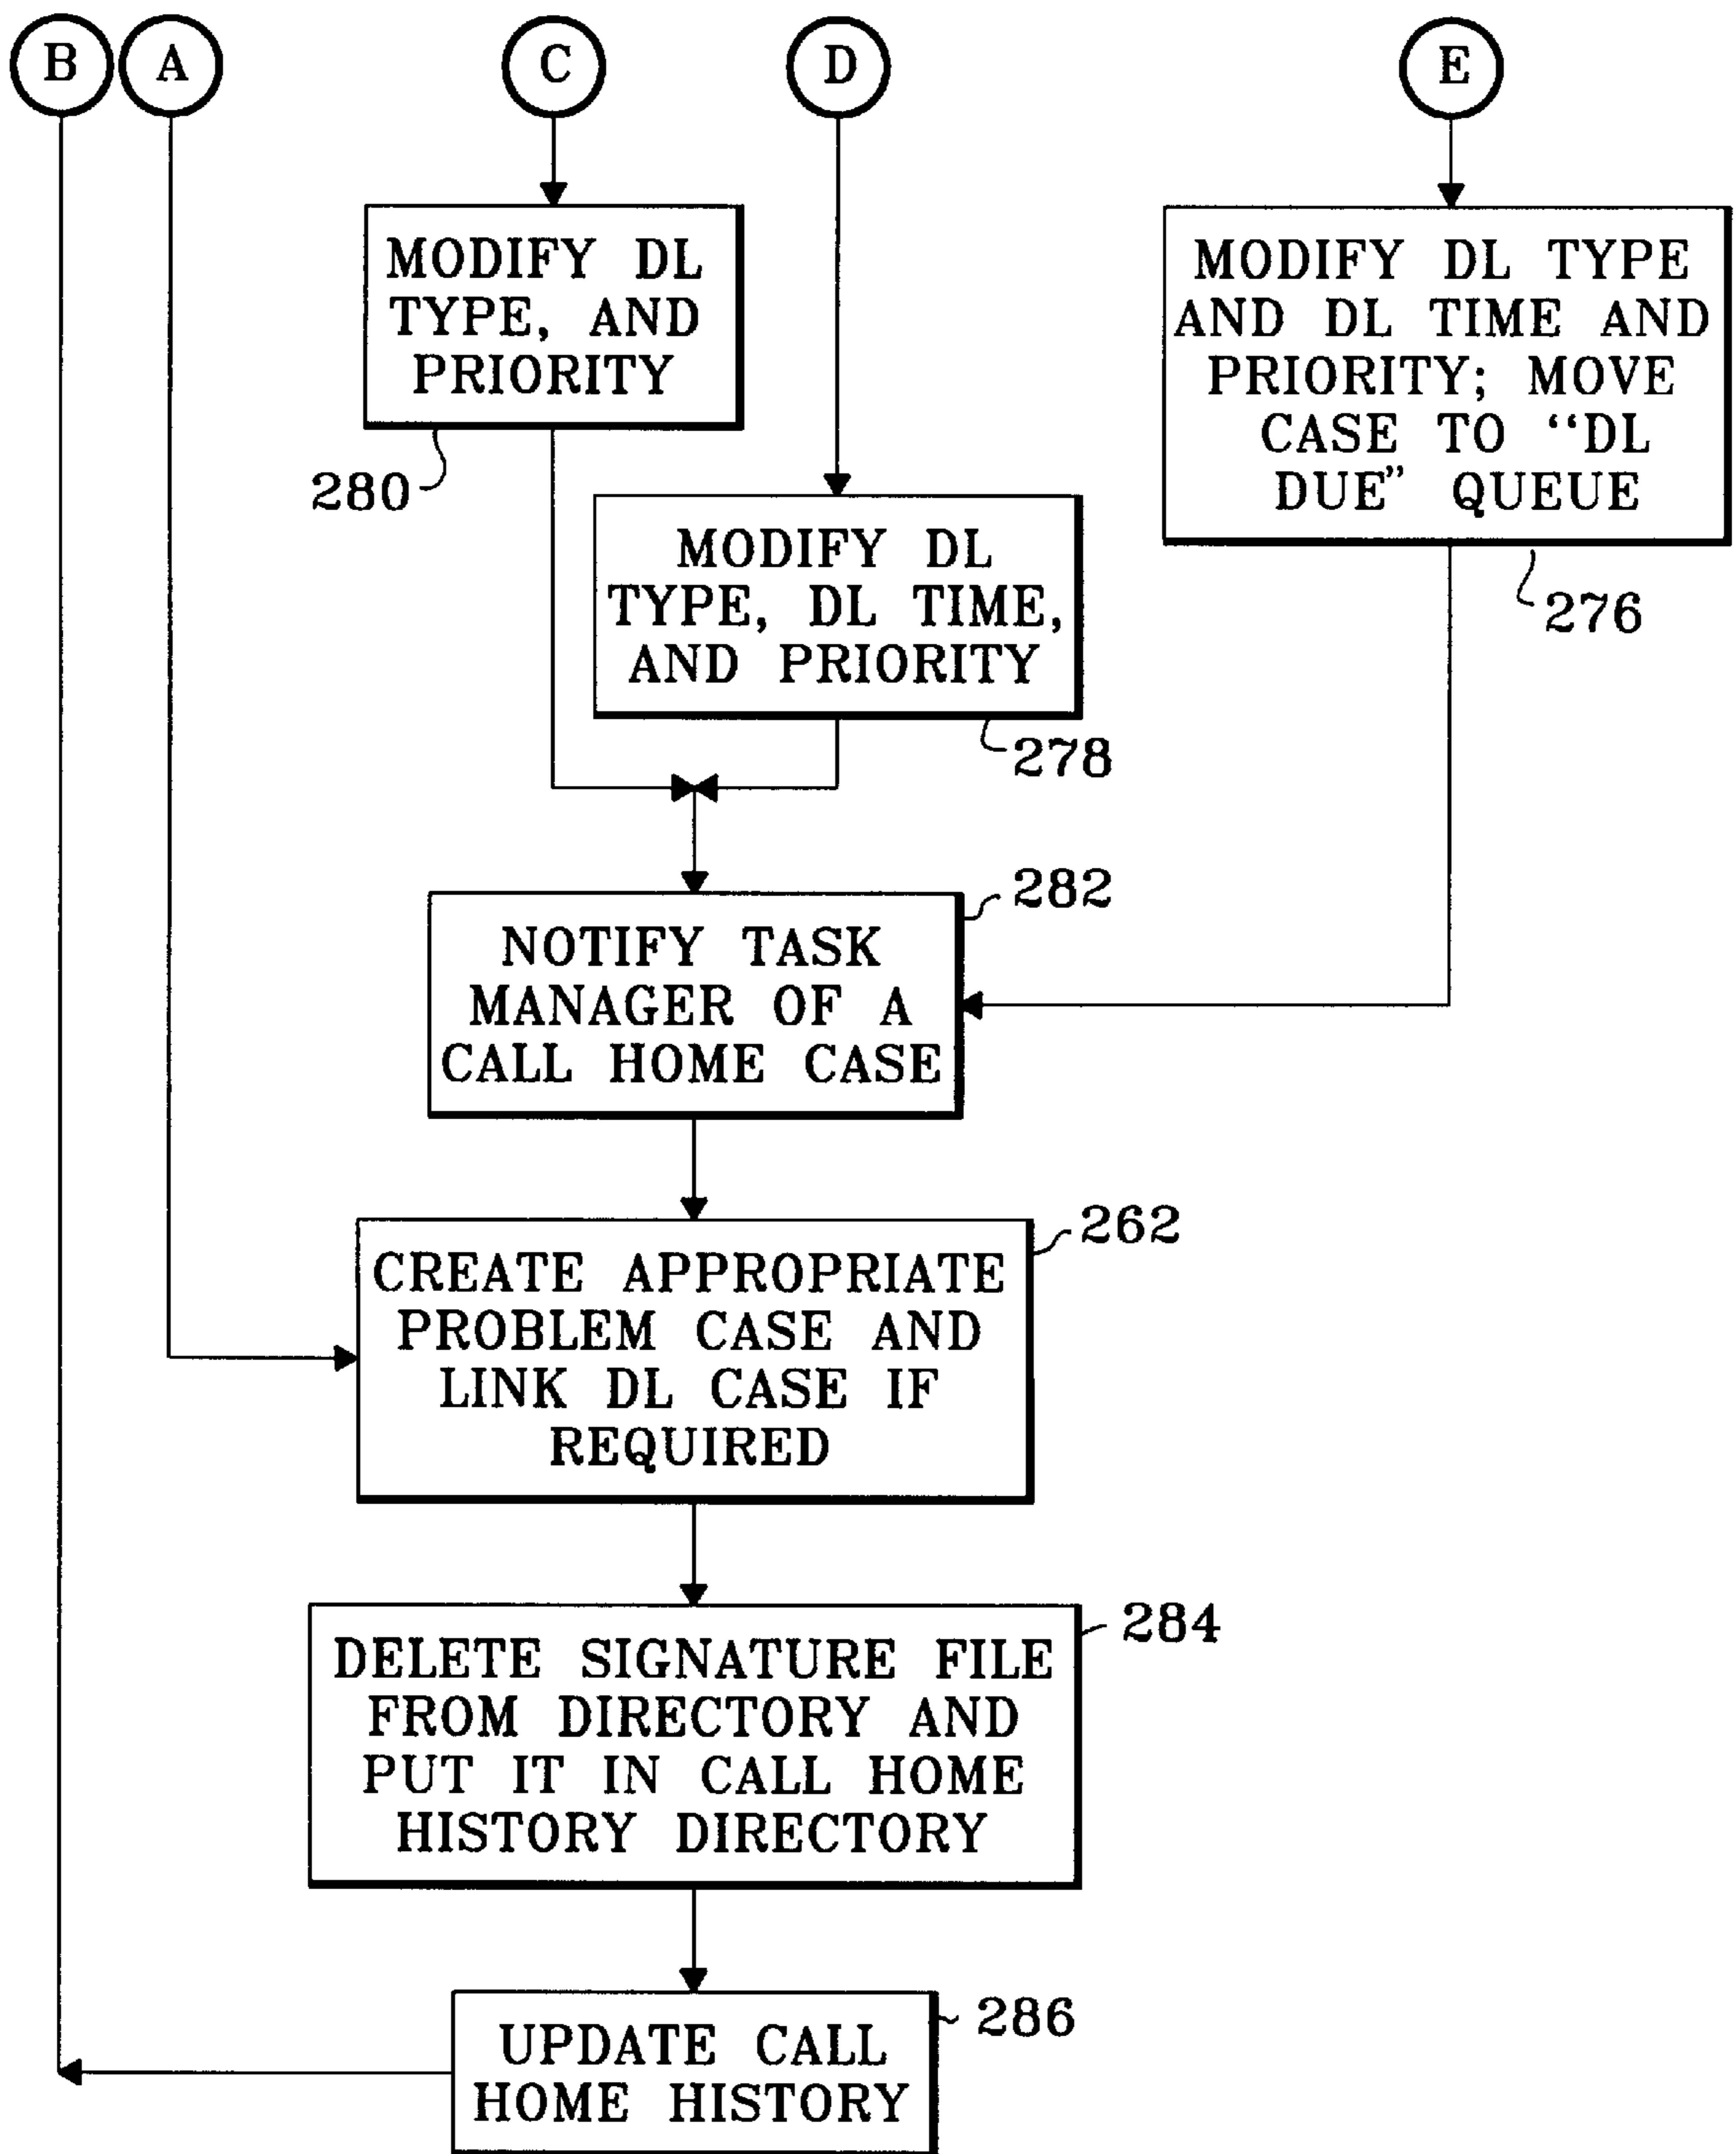 B A C D E
MODIFY DL
TYPE, AND
PRIORITY
280
MODIFY DL TYPE
AND DL TIME AND
PRIORITY; MOVE
CASE TO “DL
DUE” QUEUE
276
MODIFY DL
TYPE, DL TIME,
AND PRIORITY
278
282
NOTIFY TASK
MANAGER OF A
CALL HOME CASE
262
CREATE APPROPRIATE
PROBLEM CASE AND
LINK DL CASE IF
REQUIRED
284
DELETE SIGNATURE FILE
FROM DIRECTORY AND
PUT IT IN CALL HOME
HISTORY DIRECTORY
286
UPDATE CALL
HOME HISTORY